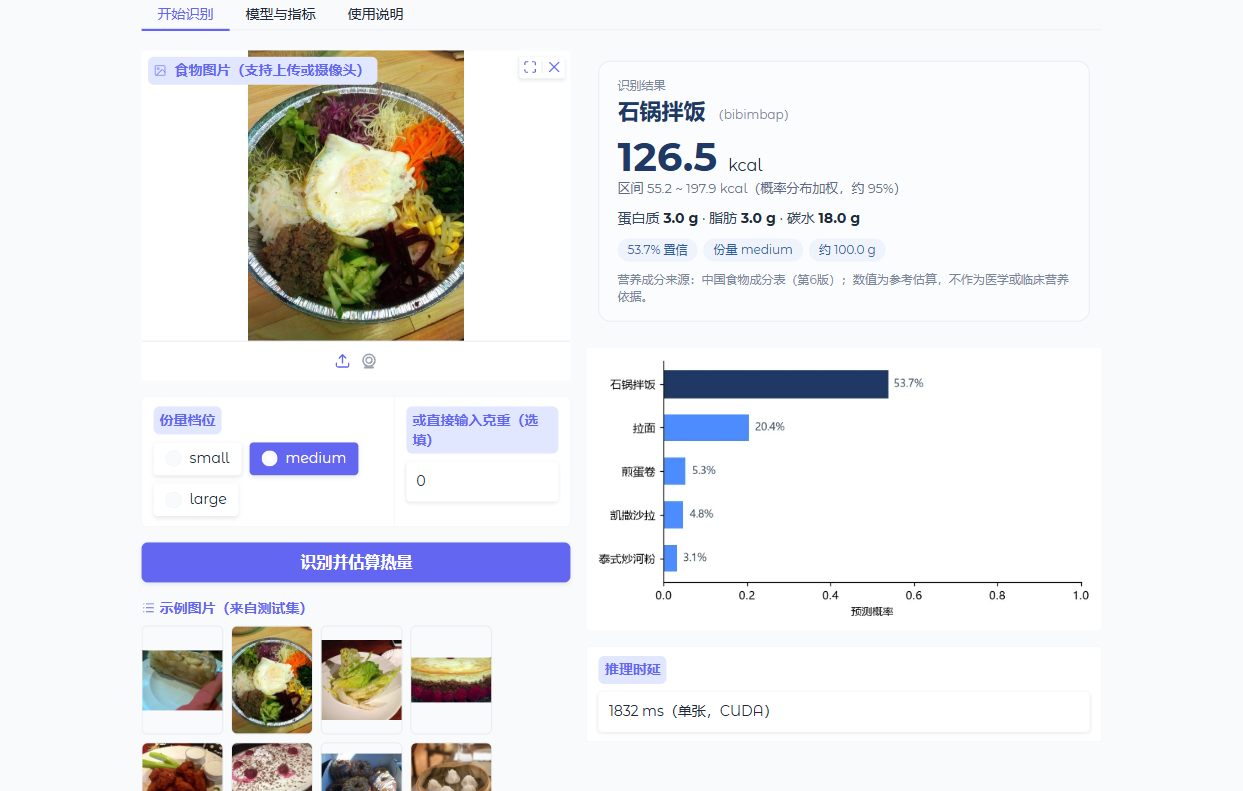 开始识别 模型与指标 使用说明
食物图片（支持上传或摄像头）
份量档位
small medium
large
或直接输入克重（选
填）
0
识别并估算热量
示例图片（来自测试集）
识别结果
石锅拌饭 (bibimbap)
126.5 kcal
区间 55.2 ~ 197.9 kcal（概率分布加权，约 95%）
蛋白质 3.0 g · 脂肪 3.0 g · 碳水 18.0 g
53.7% 置信 份量 medium 约 100.0 g
营养成分来源：中国食物成分表（第6版）；数值为参考估算，不作为医学或临床营养
依据。
石锅拌饭 53.7%
拉面 20.4%
煎蛋卷 5.3%
凯撒沙拉 4.8%
泰式炒河粉 3.1%
0.0 0.2 0.4 0.6 0.8 1.0
预测概率
推理时延
1832 ms（单张，CUDA）